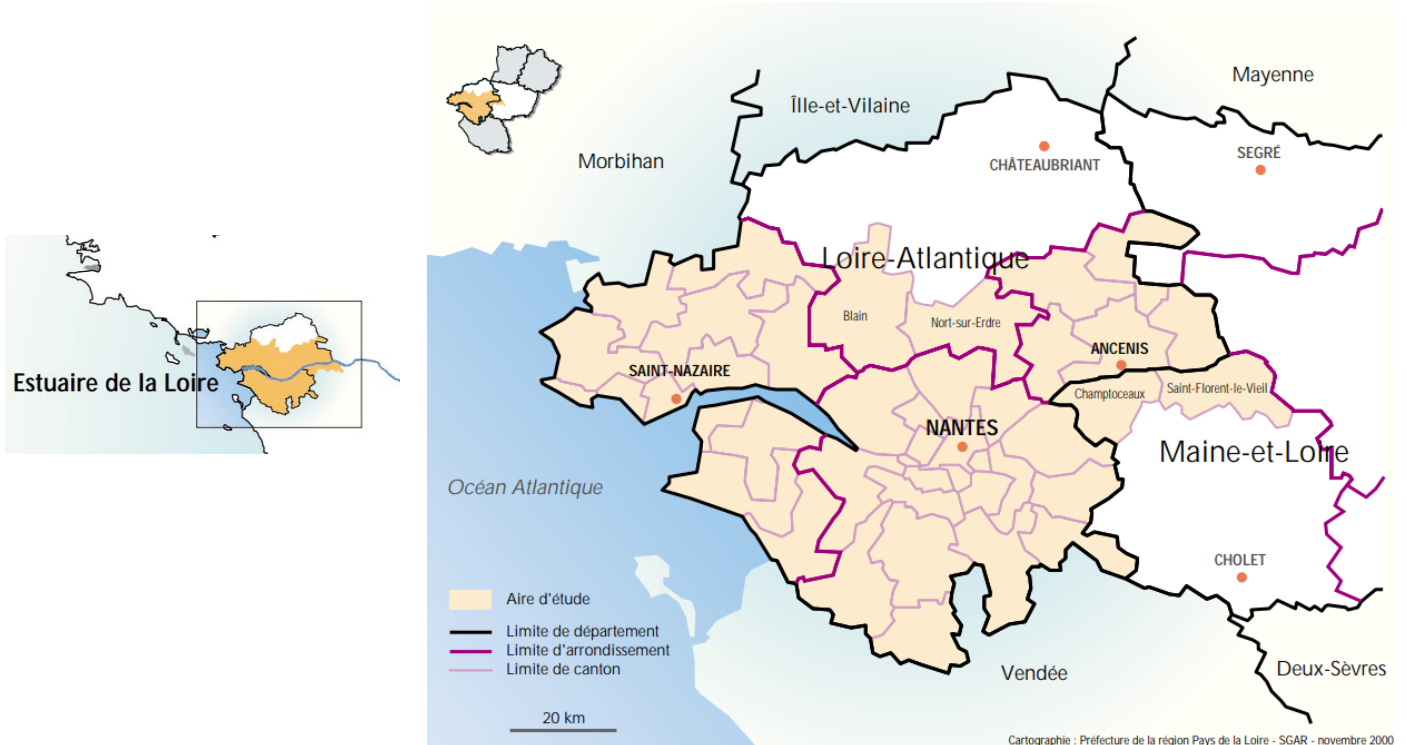 Estuaire de la Loire
Mayenne
Îlle-et-Vilaine
Morbihan
CHÂTEAUBRIANT
SEGRÉ
Loire-Atlantique
Blain
Nort-sur-Erdre
ANCENIS
SAINT-NAZAIRE
Champtoceaux
Saint-Florent-le-Vieil
NANTES
Maine-et-Loire
Océan Atlantique
CHOLET
Aire d'étude
Limite de département
Limite d'arrondissement
Limite de canton
Vendée
Deux-Sèvres
20 km
Cartographie : Préfecture de la région Pays de la Loire - SGAR - novembre 2000